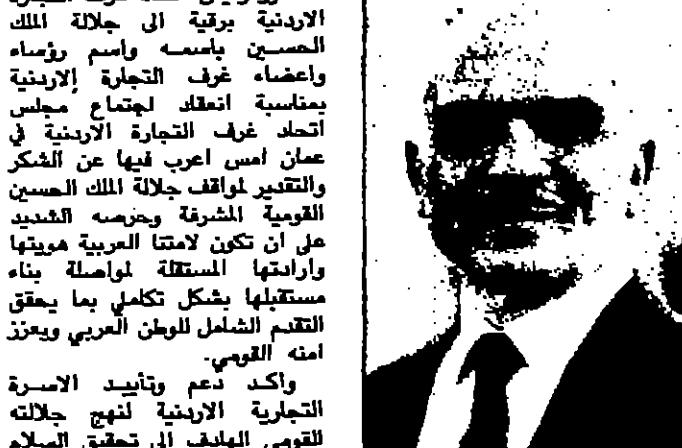 الاردنية برقية الى جلالة الملك
الحسين باسمه واسم رؤساء
واعضاء غرف التجارة الاردنية
بمناسبة انعقاد اجتماع مجلس
اتحاد غرف التجارة الاردنية في
عمان امس اعرب فيها عن الشكر
والتقدير لمواقف جلالة الملك الحسين
القومية المشرفة وحرصه الشديد
على ان تكون لامتنا العربية هويتها
وارادتها المستقلة لمواصلة بناء
مستقبلها بشكل تكاملي بما يحقق
التقدم الشامل للوطن العربي ويعزز
امنه القومي.
واكد دعم وتأييد الاسرة
التجارية الاردنية لنهج جلالته
القومي الهادف الى تحقيق السلام